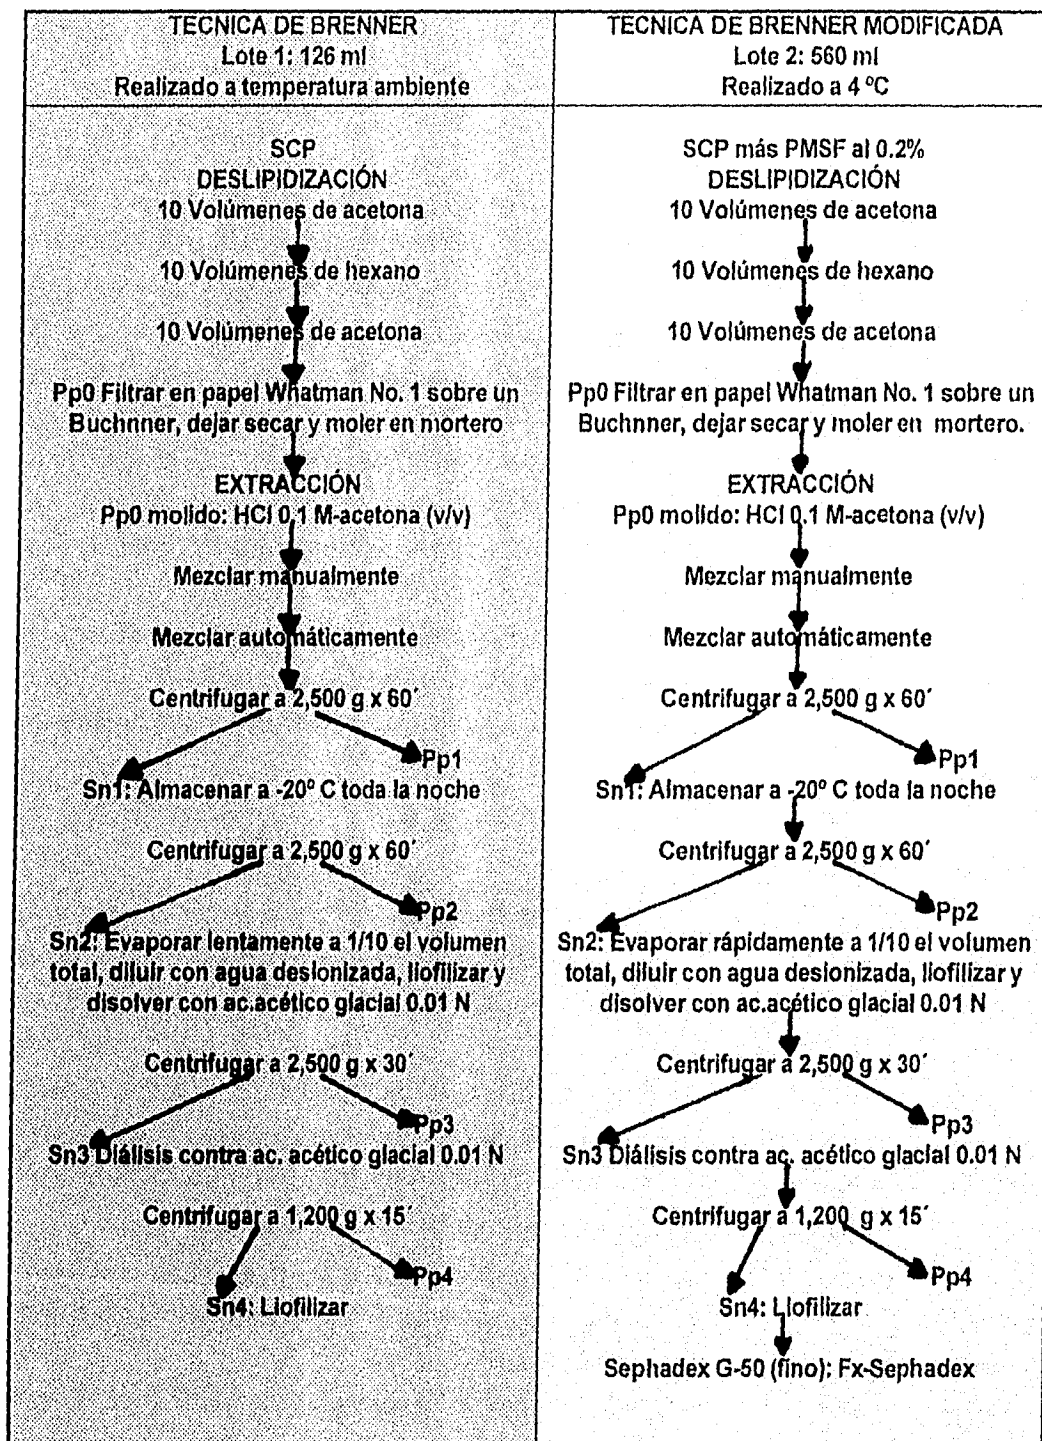 TECNICA DE BRENNER
Lote 1: 126 ml
Realizado a temperatura ambiente
SCP
DESLIPIDIZACIÓN
10 Volúmenes de acetona
10 Volúmenes de hexano
10 Volúmenes de acetona
Pp0 Filtrar en papel Whatman No. 1 sobre un
Buchnner, dejar secar y moler en mortero
EXTRACCIÓN
Pp0 molido: HCl 0,1 M-acetona (v/v)
Mezclar manualmente
Mezclar automáticamente
Centrifugar a 2,500 g x 60´
Pp1
Sn1: Almacenar a -20º C toda la noche
Centrifugar a 2,500 g x 60´
Pp2
Sn2: Evaporar lentamente a 1/10 el volumen
total, diluir con agua desionizada, liofilizar y
disolver con ac.acético glacial 0.01 N
Centrifugar a 2,500 g x 30´
Pp3
Sn3 Diálisis contra ac. acético glacial 0.01 N
Centrifugar a 1,200 g x 15´
Pp4
Sn4: Liofilizar
TECNICA DE BRENNER MODIFICADA
Lote 2: 560 ml
Realizado a 4 ºC
SCP más PMSF al 0.2%
DESLIPIDIZACIÓN
10 Volúmenes de acetona
10 Volúmenes de hexano
10 Volúmenes de acetona
Pp0 Filtrar en papel Whatman No. 1 sobre un
Buchnner, dejar secar y moler en mortero.
EXTRACCIÓN
Pp0 molido: HCl 0,1 M-acetona (v/v)
Mezclar manualmente
Mezclar automáticamente
Centrifugar a 2,500 g x 60´
Pp1
Sn1: Almacenar a -20º C toda la noche
Centrifugar a 2,500 g x 60´
Pp2
Sn2: Evaporar rápidamente a 1/10 el volumen
total, diluir con agua desionizada, liofilizar y
disolver con ac.acético glacial 0.01 N
Centrifugar a 2,500 g x 30´
Pp3
Sn3 Diálisis contra ac. acético glacial 0.01 N
Centrifugar a 1,200 g x 15´
Pp4
Sn4: Liofilizar
Sephadex G-50 (fino): Fx-Sephadex